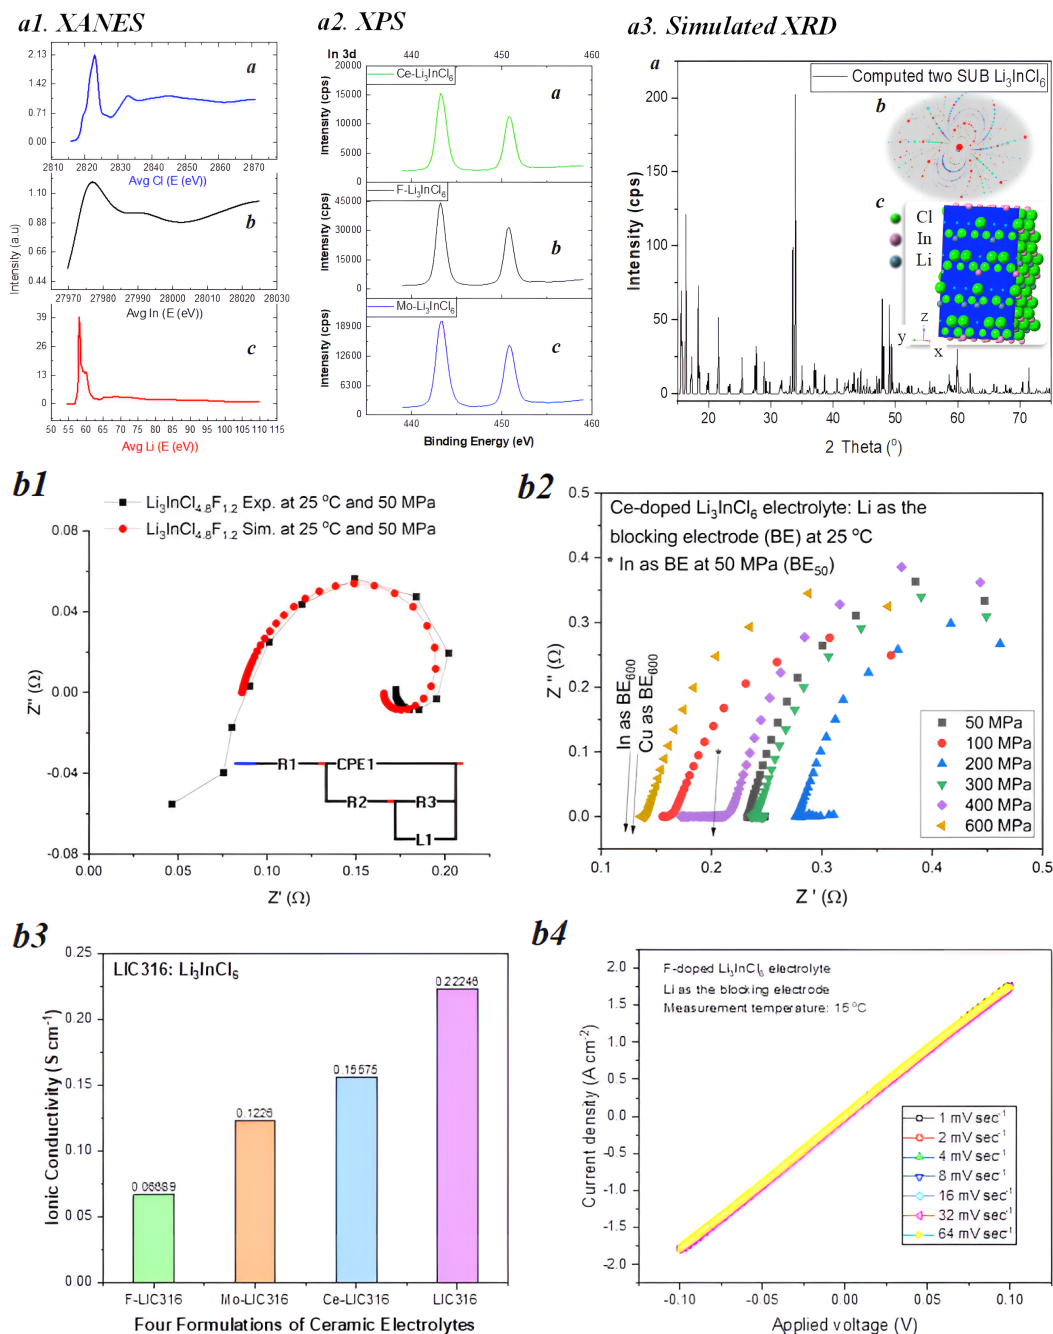 a1. XANES
2.13
1.42
0.71
0.00
a
2810 2820 2830 2840 2850 2860 2870 2880
Avg Cl (E (eV))
1.10
0.88
0.66
0.44
b
27970 27980 27990 28000 28010 28020 28030
Avg In (E (eV))
39
26
13
0
c
50 55 60 65 70 75 80 85 90 95 100 105 110 115
Avg Li (E (eV))
Intensity (a.u)
a2. XPS
In 3d
440 450 460
Ce-Li₃InCl₆
a
20000
15000
10000
5000
0
Intensity (cps)
F-Li₃InCl₆
b
45000
30000
15000
0
Intensity (cps)
Mo-Li₃InCl₆
c
18900
12600
6300
0
Intensity (cps)
440 450 460
Binding Energy (eV)
a3. Simulated XRD
a
Computed two SUB Li₃InCl₆
b
c
Cl
In
Li
z
y
x
200
150
100
50
0
Intensity (cps)
20 30 40 50 60 70
2 Theta (°)
b1
Li₃InCl₄.₈F₁.₂ Exp. at 25 °C and 50 MPa
Li₃InCl₄.₈F₁.₂ Sim. at 25 °C and 50 MPa
0.08
0.04
0.00
-0.04
-0.08
Z'' (Ω)
R1 CPE1
R2 R3
L1
0.00 0.05 0.10 0.15 0.20
Z' (Ω)
b2
Ce-doped Li₃InCl₆ electrolyte: Li as the
blocking electrode (BE) at 25 °C
* In as BE at 50 MPa (BE₅₀)
In as BE₆₀₀
Cu as BE₆₀₀
*
50 MPa
100 MPa
200 MPa
300 MPa
400 MPa
600 MPa
0.5
0.4
0.3
0.2
0.1
0.0
Z'' (Ω)
0.1 0.2 0.3 0.4 0.5
Z' (Ω)
b3
LIC316: Li₃InCl₆
0.25
0.20
0.15
0.10
0.05
0.00
Ionic Conductivity (S cm⁻¹)
0.06689
0.1226
0.15575
0.22246
F-LIC316 Mo-LIC316 Ce-LIC316 LIC316
Four Formulations of Ceramic Electrolytes
b4
F-doped Li₃InCl₆ electrolyte
Li as the blocking electrode
Measurement temperature: 15 °C
2.0
1.5
1.0
0.5
0.0
-0.5
-1.0
-1.5
-2.0
Current density (A cm⁻²)
1 mV sec⁻¹
2 mV sec⁻¹
4 mV sec⁻¹
8 mV sec⁻¹
16 mV sec⁻¹
32 mV sec⁻¹
64 mV sec⁻¹
-0.10 -0.05 0.00 0.05 0.10
Applied voltage (V)